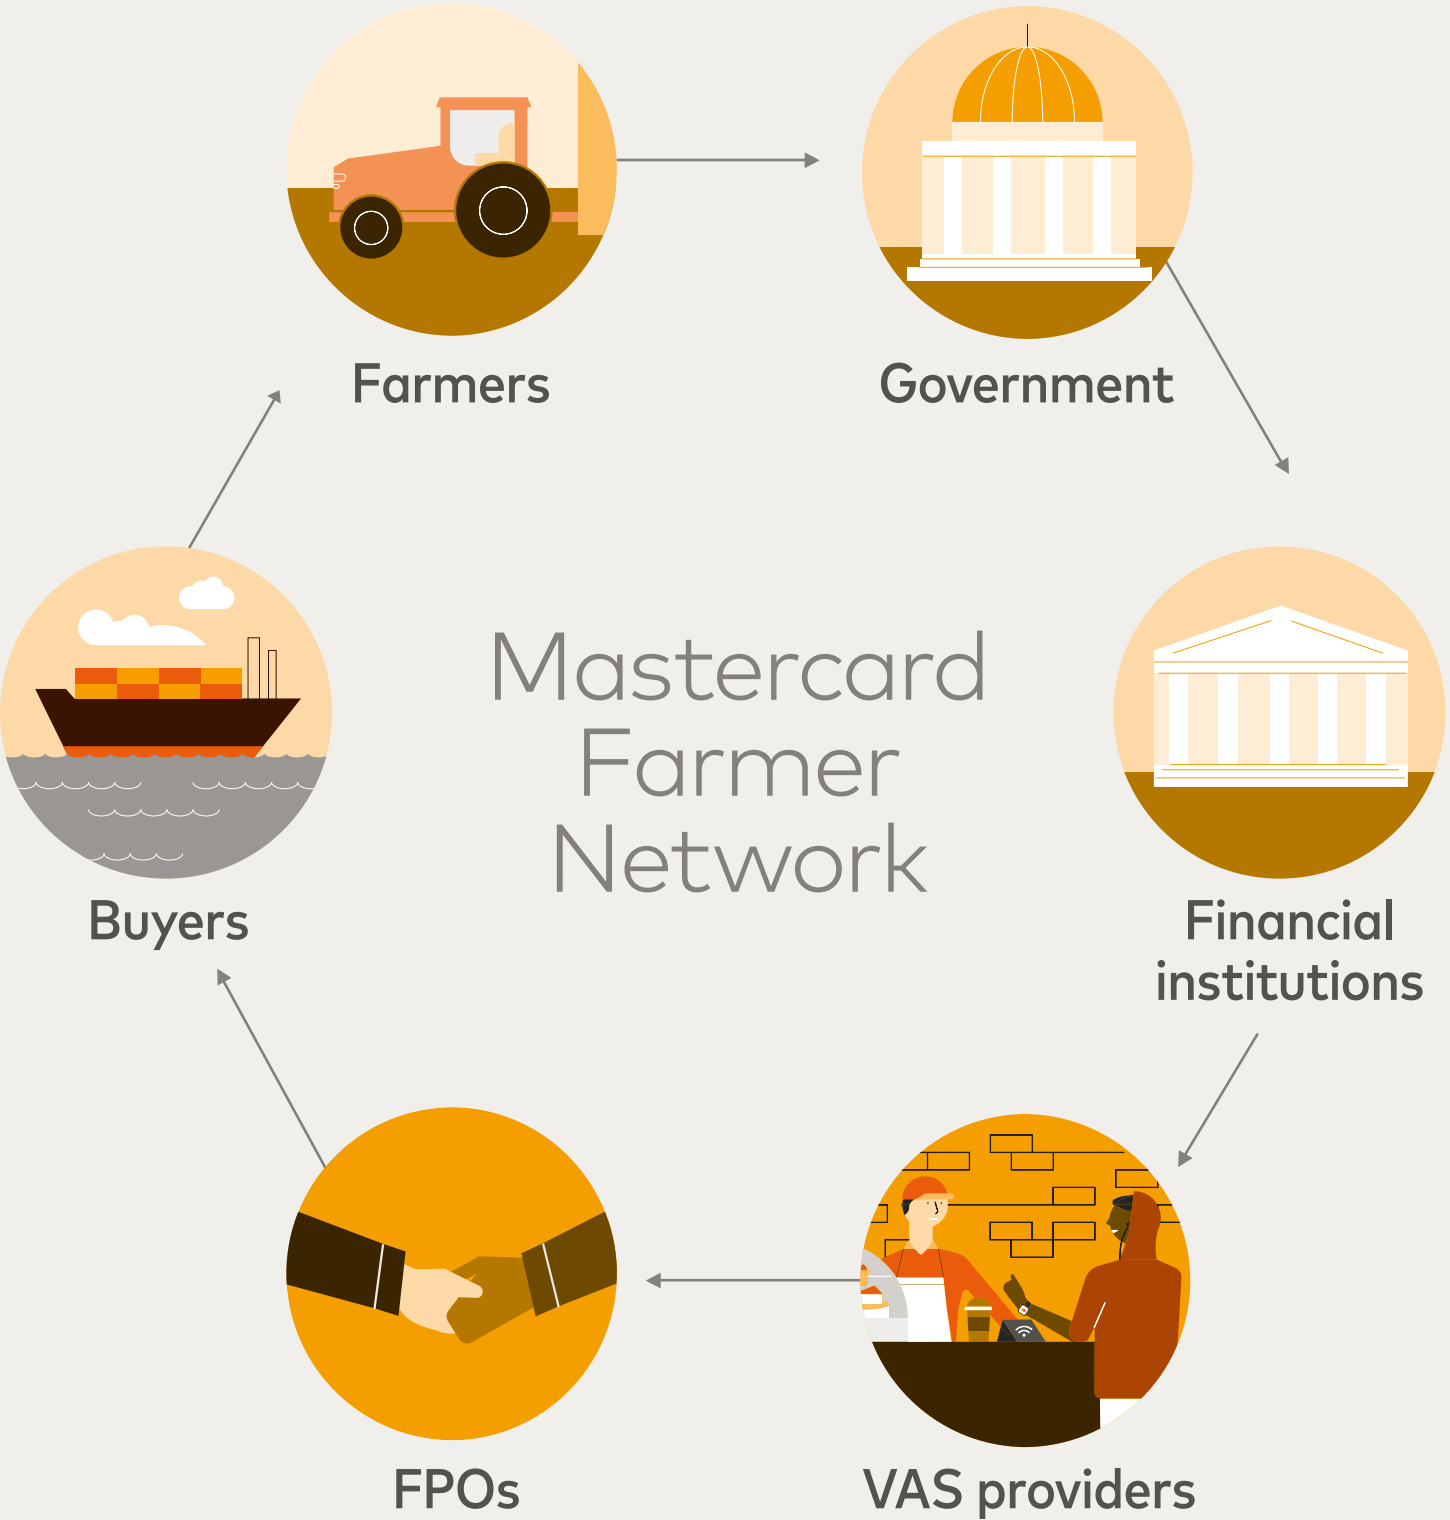 Farmers
Government
Mastercard
Farmer
Network
Buyers
Financial
institutions
FPOs
VAS providers